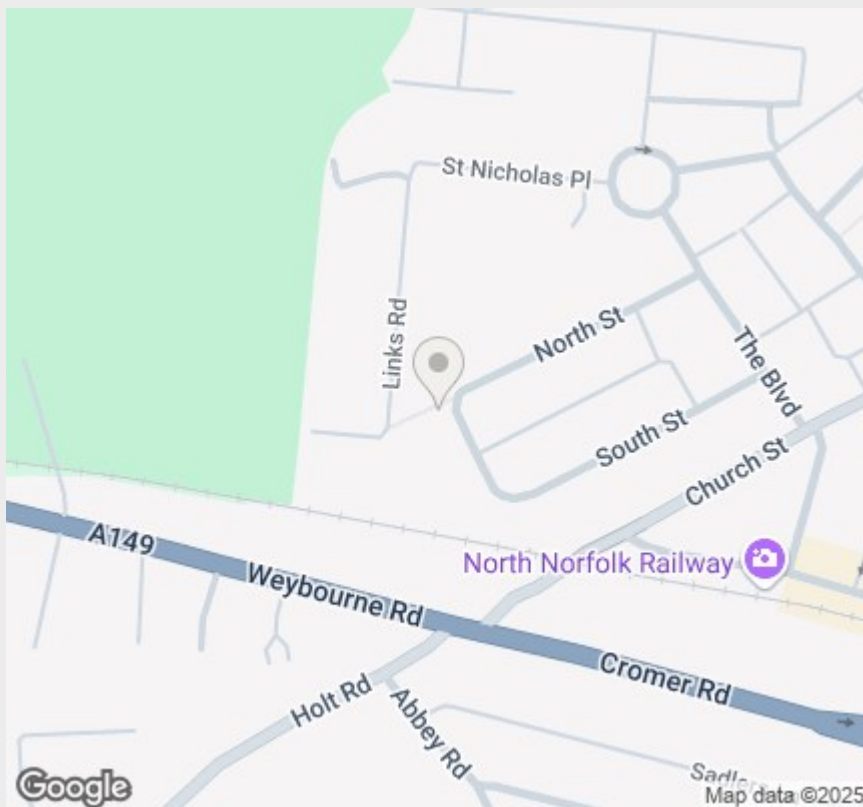 St Nicholas Pl
Links Rd
North St
The Blvd
South St
Church St
A149
North Norfolk Railway
Weybourne Rd
Cromer Rd
Holt Rd
Abbey Rd
Google
Map data ©2025